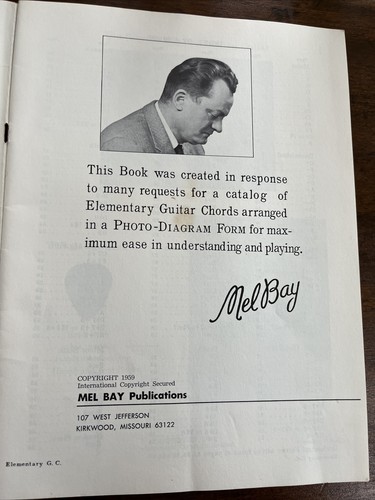 This Book was created in response
to many requests for a catalog of
Elementary Guitar Chords arranged
in a PHOTO-DIAGRAM FORM for max-
imum ease in understanding and playing.
Mel Bay
COPYRIGHT 1959
International Copyright Secured
MEL BAY Publications
107 WEST JEFFERSON
KIRKWOOD, MISSOURI 63122
Elementary G. C.